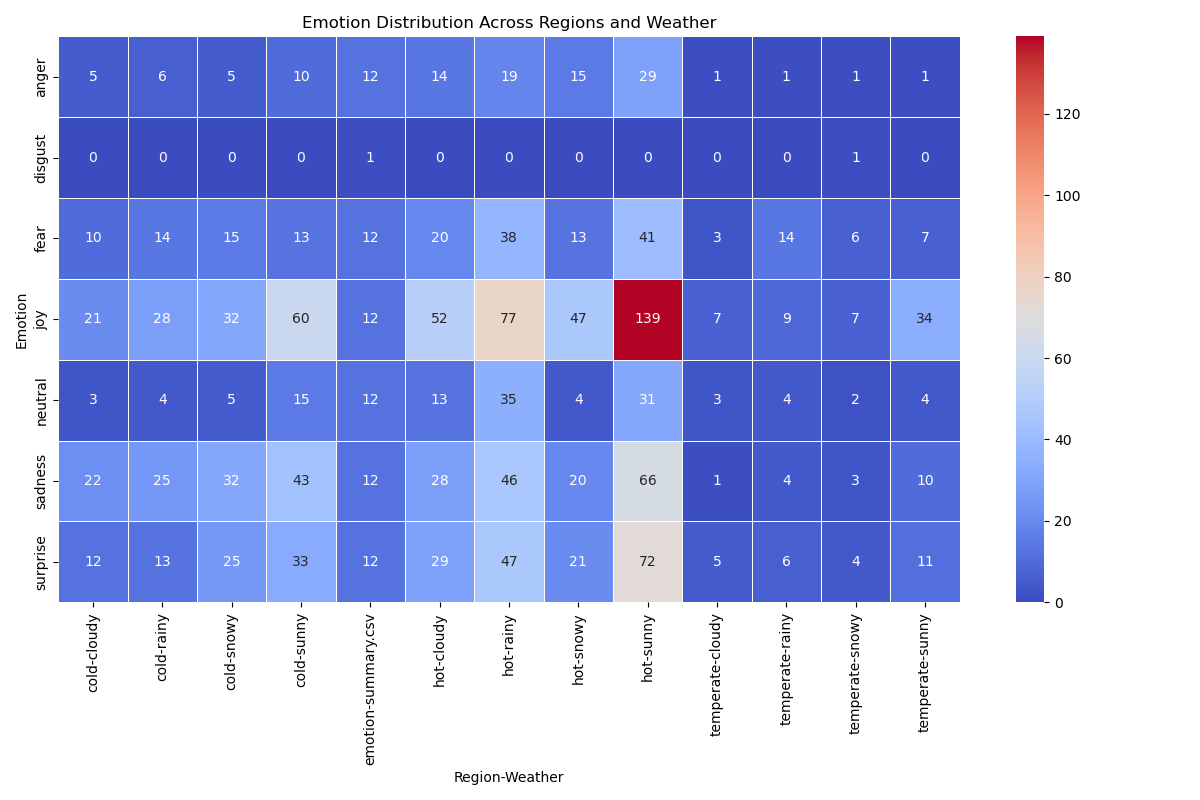 Emotion Distribution Across Regions and Weather
anger 5 6 5 10 12 14 19 15 29 1 1 1 1
disgust 0 0 0 0 1 0 0 0 0 0 0 1 0
fear 10 14 15 13 12 20 38 13 41 3 14 6 7
joy 21 28 32 60 12 52 77 47 139 7 9 7 34
neutral 3 4 5 15 12 13 35 4 31 3 4 2 4
sadness 22 25 32 43 12 28 46 20 66 1 4 3 10
surprise 12 13 25 33 12 29 47 21 72 5 6 4 11
Emotion
cold-cloudy
cold-rainy
cold-snowy
cold-sunny
emotion-summary.csv
hot-cloudy
hot-rainy
hot-snowy
hot-sunny
temperate-cloudy
temperate-rainy
temperate-snowy
temperate-sunny
Region-Weather
120
100
80
60
40
20
0